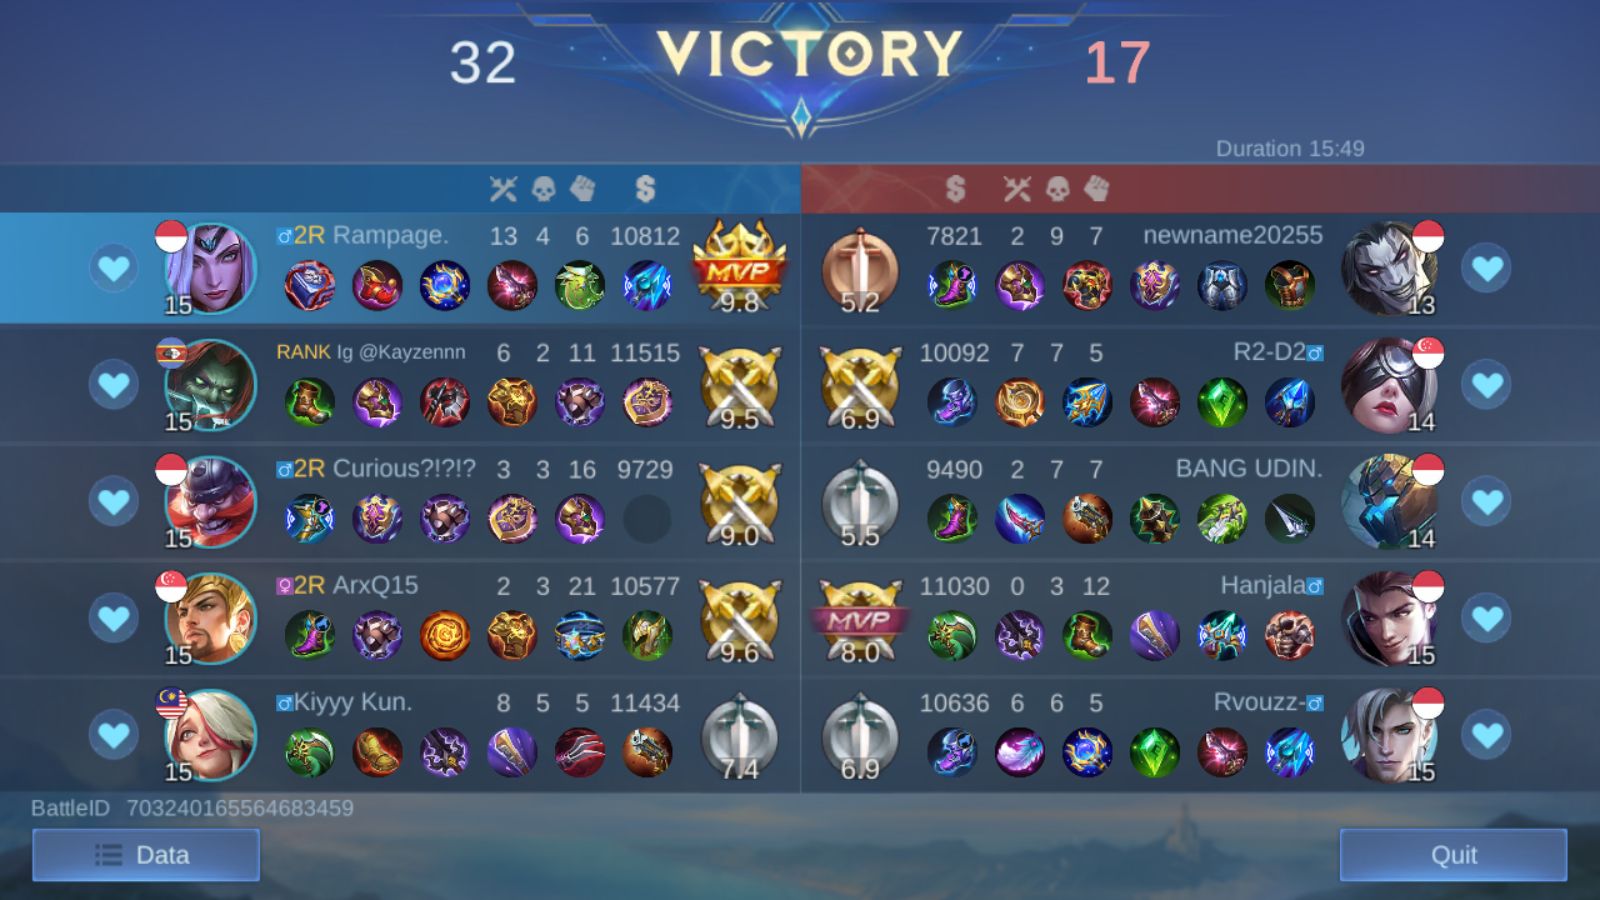 32 VICTORY 17
Duration 15:49
2R Rampage. 13 4 6 10812 MVP 9.8 15
5.2 7821 2 9 7 newname20255 13
RANK Ig @Kayzennn 6 2 11 11515 9.5 15
6.9 10092 7 7 5 R2-D2 14
2R Curious?!?!? 3 3 16 9729 9.0 15
5.5 9490 2 7 7 BANG UDIN. 14
2R ArxQ15 2 3 21 10577 9.6 15
MVP 8.0 11030 0 3 12 Hanjala 15
Kiyyy Kun. 8 5 5 11434 7.4 15
6.9 10636 6 6 5 Rvouzz- 15
BattleID 703240165564683459
Data
Quit